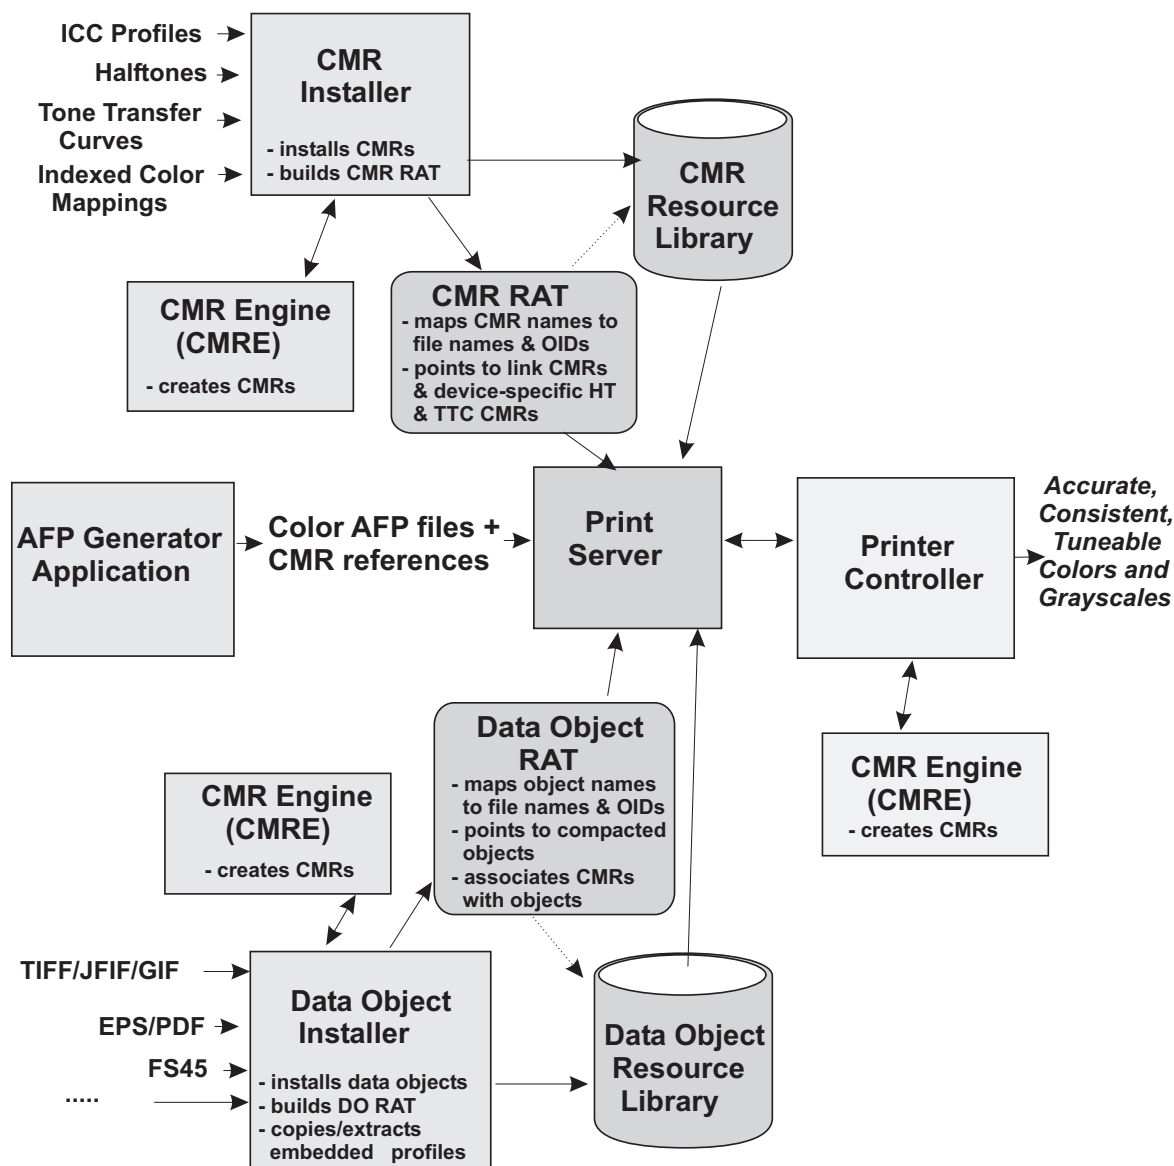 ICC Profiles
Halftones
Tone Transfer
Curves
Indexed Color
Mappings
CMR
Installer
- installs CMRs
- builds CMR RAT
CMR
Resource
Library
CMR Engine
(CMRE)
- creates CMRs
CMR RAT
- maps CMR names to
file names & OIDs
- points to link CMRs
& device-specific HT
& TTC CMRs
AFP Generator
Application
Color AFP files +
CMR references
Print
Server
Printer
Controller
Accurate,
Consistent,
Tuneable
Colors and
Grayscales
Data Object
RAT
- maps object names
to file names & OIDs
- points to compacted
objects
- associates CMRs
with objects
CMR Engine
(CMRE)
- creates CMRs
CMR Engine
(CMRE)
- creates CMRs
TIFF/JFIF/GIF
EPS/PDF
FS45
.....
Data Object
Installer
- installs data objects
- builds DO RAT
- copies/extracts
embedded profiles
Data Object
Resource
Library